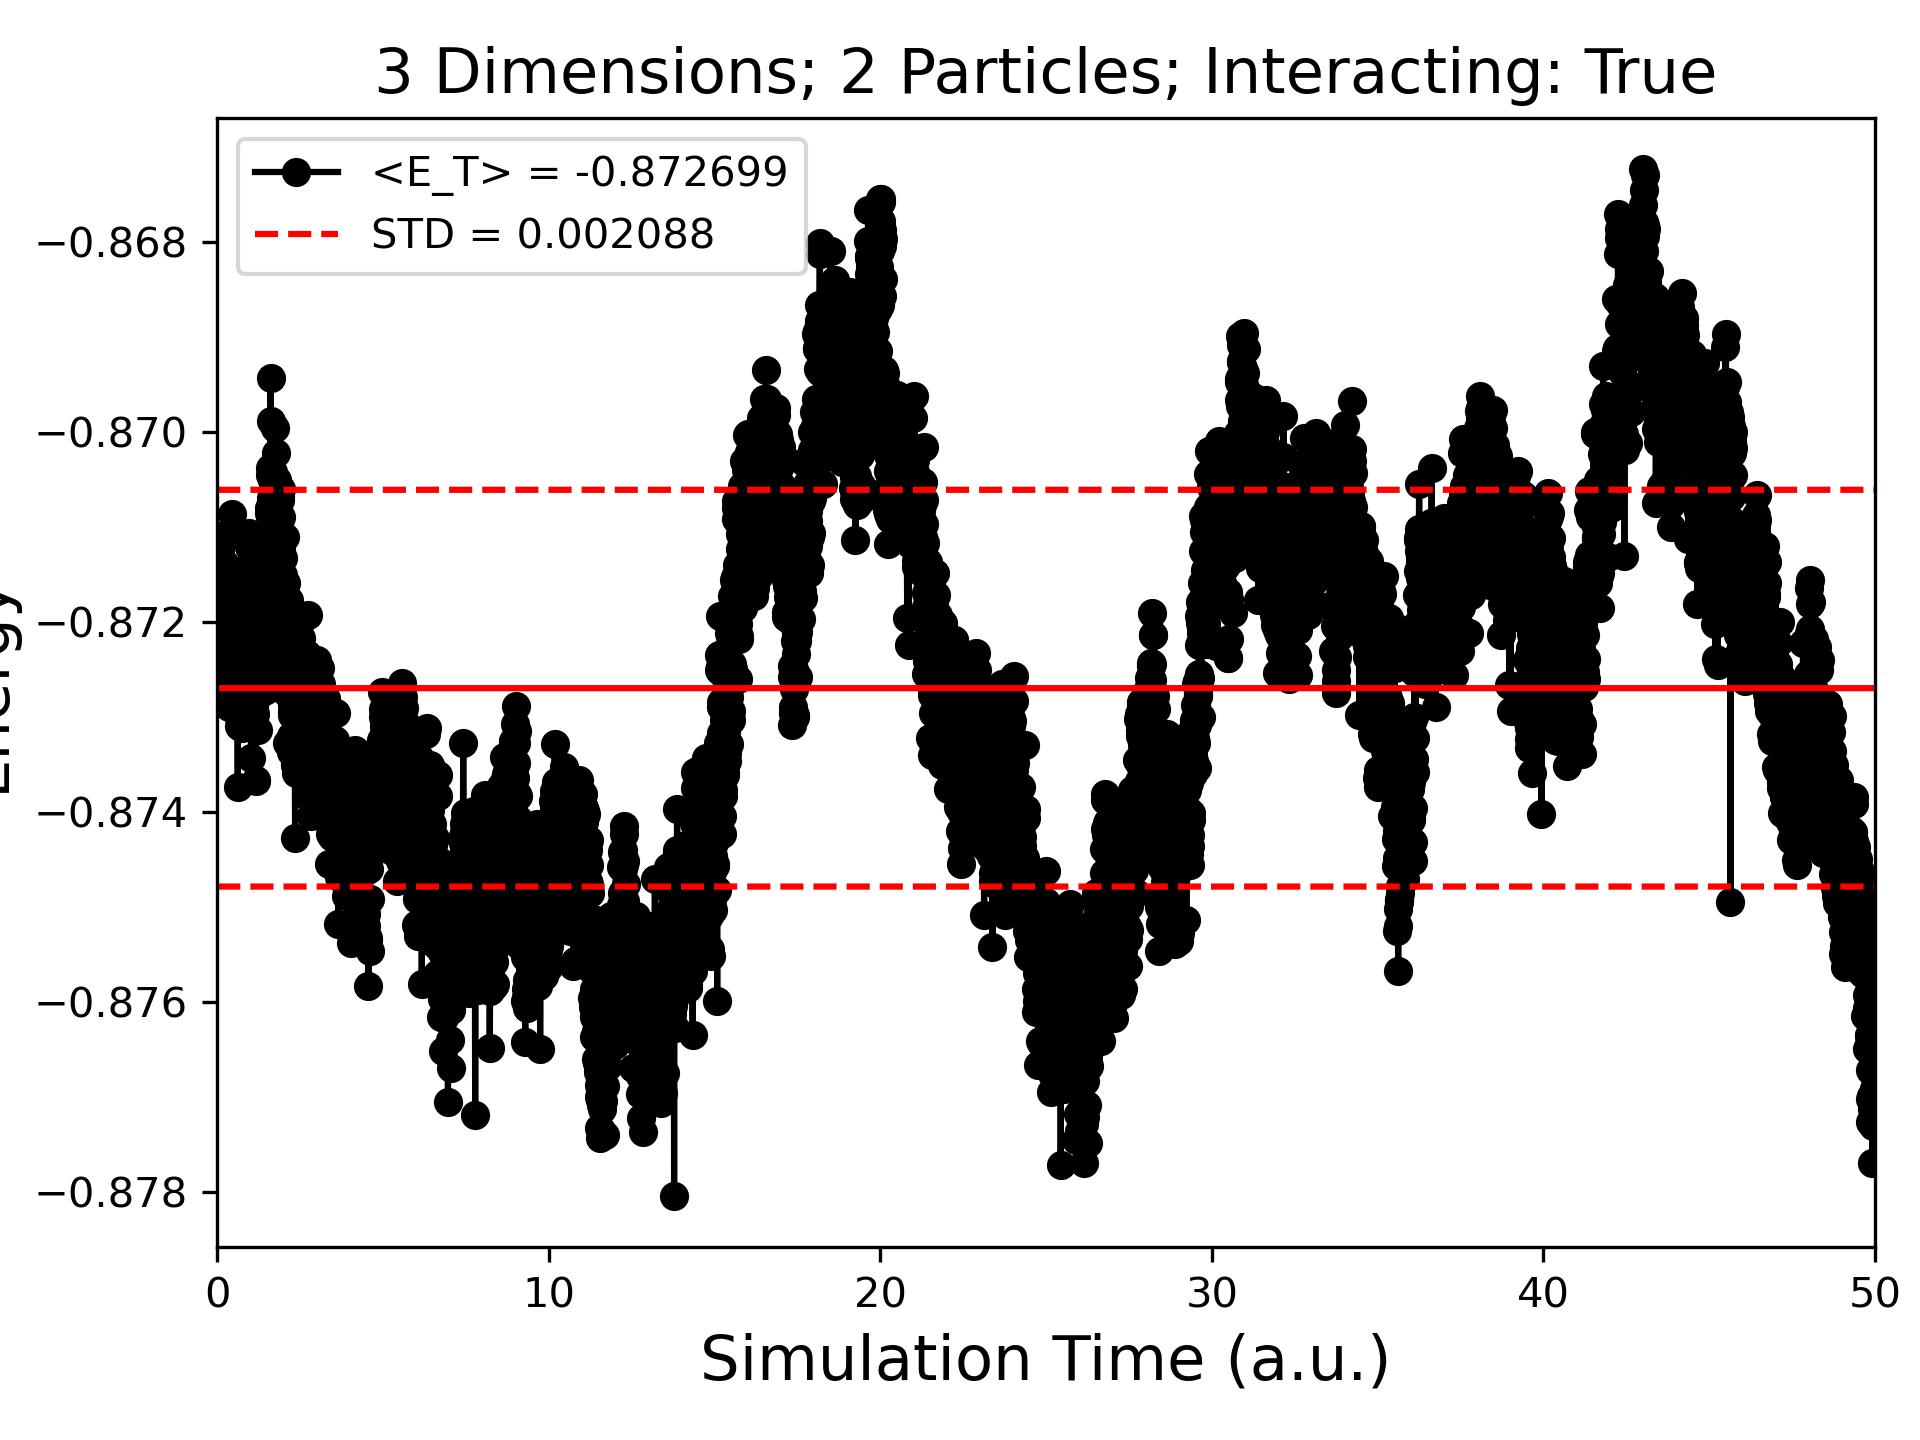 3 Dimensions; 2 Particles; Interacting: True
<E_T> = -0.872699
STD = 0.002088
Energy
−0.868
−0.870
−0.872
−0.874
−0.876
−0.878
0 10 20 30 40 50
Simulation Time (a.u.)